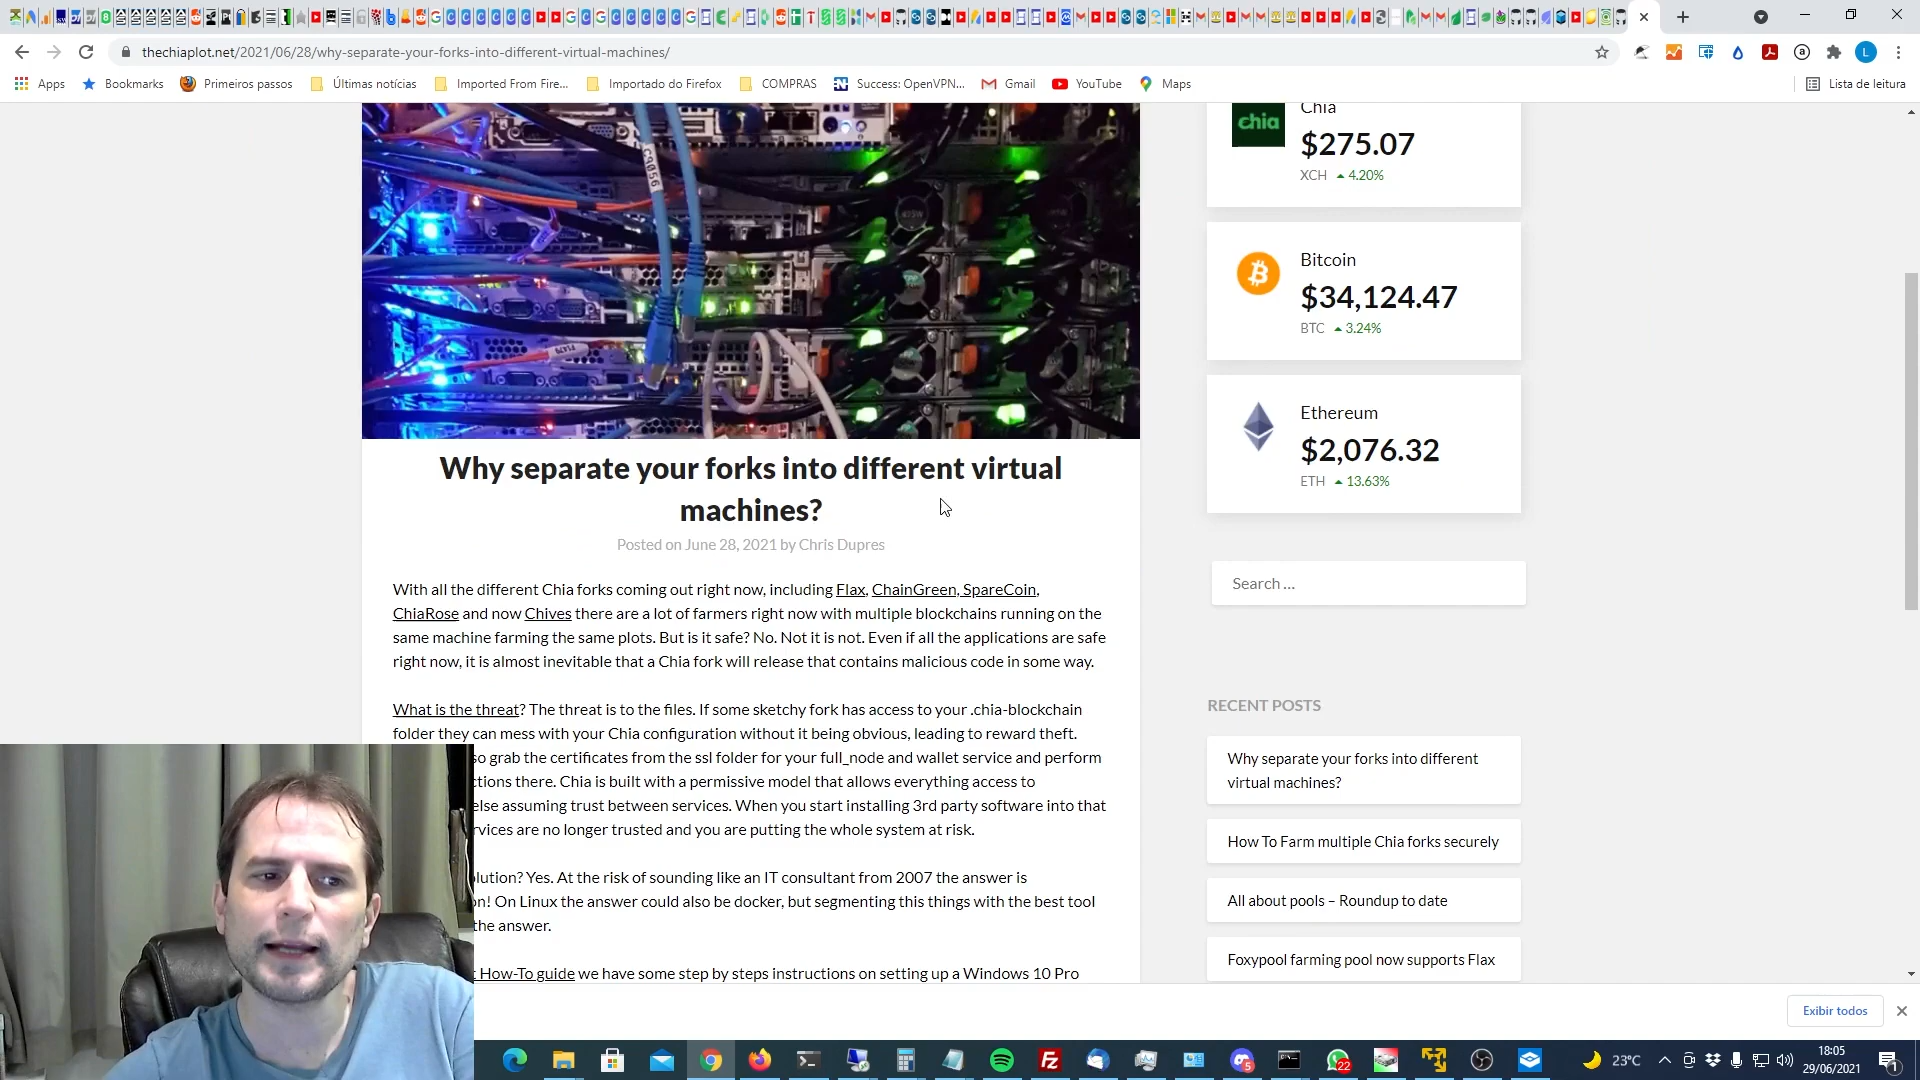 thechiaplot.net/2021/06/28/why-separate-your-forks-into-different-virtual-machines/
Apps
Bookmarks
Primeiros passos
Últimas notícias
Imported From Fire...
Importado do Firefox
COMPRAS
Success: OpenVPN...
Gmail
YouTube
Maps
Lista de leitura
C9056
Why separate your forks into different virtual
machines?
Posted on June 28, 2021 by Chris Dupres
With all the different Chia forks coming out right now, including Flax, ChainGreen, SpareCoin,
ChiaRose and now Chives there are a lot of farmers right now with multiple blockchains running on the
same machine farming the same plots. But is it safe? No. Not it is not. Even if all the applications are safe
right now, it is almost inevitable that a Chia fork will release that contains malicious code in some way.
What is the threat? The threat is to the files. If some sketchy fork has access to your .chia-blockchain
folder they can mess with your Chia configuration without it being obvious, leading to reward theft.
so grab the certificates from the ssl folder for your full_node and wallet service and perform
ctions there. Chia is built with a permissive model that allows everything access to
else assuming trust between services. When you start installing 3rd party software into that
rvices are no longer trusted and you are putting the whole system at risk.
lution? Yes. At the risk of sounding like an IT consultant from 2007 the answer is
on! On Linux the answer could also be docker, but segmenting this things with the best tool
the answer.
How-To guide we have some step by steps instructions on setting up a Windows 10 Pro
chia
Chia
$275.07
XCH 4.20%
Bitcoin
$34,124.47
BTC 3.24%
Ethereum
$2,076.32
ETH 13.63%
Search ...
RECENT POSTS
Why separate your forks into different
virtual machines?
How To Farm multiple Chia forks securely
All about pools – Roundup to date
Foxypool farming pool now supports Flax
Exibir todos
23°C
18:05
29/06/2021